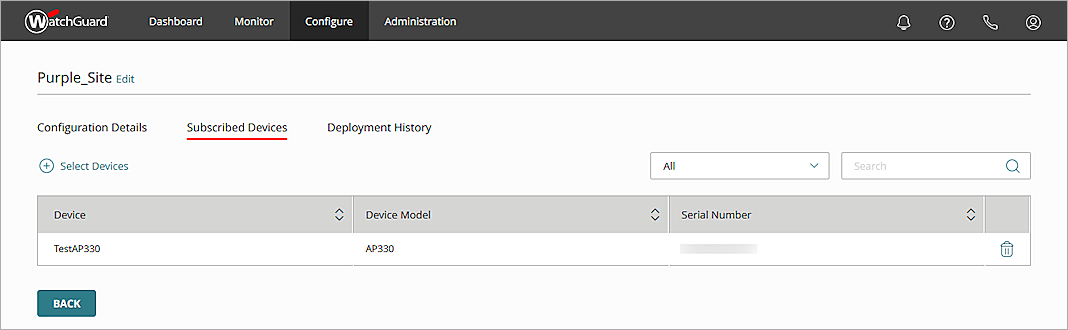 WatchGuard Dashboard Monitor Configure Administration
Purple_Site Edit
Configuration Details Subscribed Devices Deployment History
Select Devices All Search
Device Device Model Serial Number
TestAP330 AP330
BACK